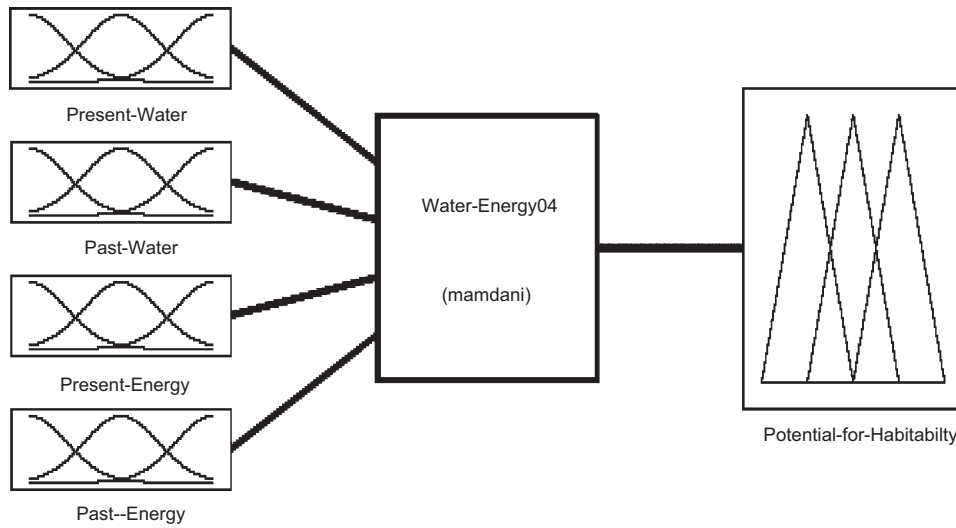 Present-Water
Past-Water
Present-Energy
Past--Energy
Water-Energy04
(mamdani)
Potential-for-Habitabilty